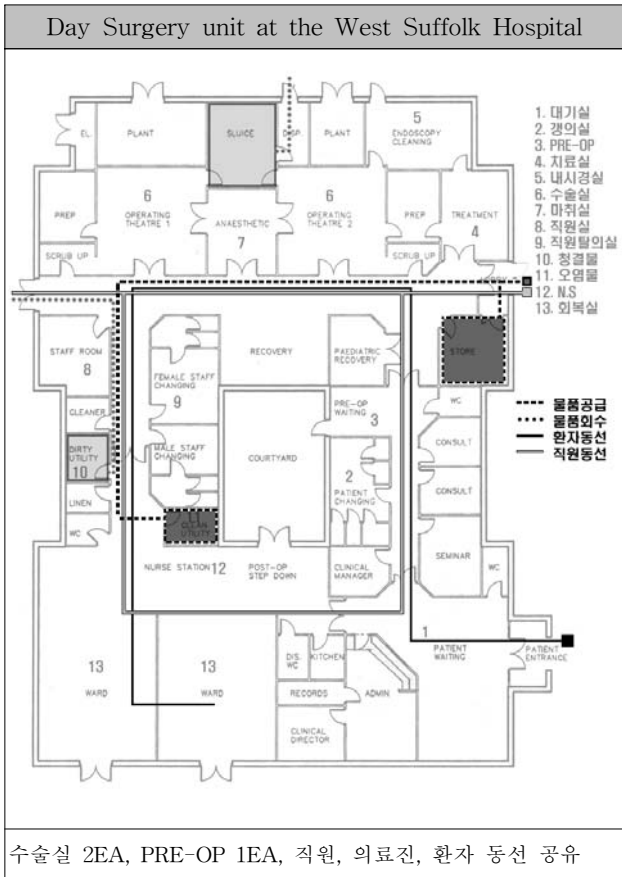 Day Surgery unit at the West Suffolk Hospital
EL.
PLANT
SLUICE
DISP.
PLANT
5
ENDOSCOPY
CLEANING
1. 대기실
2. 갱의실
3. PRE-OP
4. 치료실
5. 내시경실
6. 수술실
7. 마취실
8. 직원실
9. 직원탈의실
10. 청결물
11. 오염물
12. N.S
13. 회복실
PREP
6
OPERATING
THEATRE 1
ANAESTHETIC
7
6
OPERATING
THEATRE 2
PREP
TREATMENT
4
SCRUB UP
SCRUB UP
STAFF ROOM
8
RECOVERY
PAEDIATRIC
RECOVERY
STORE
FEMALE STAFF
CHANGING
9
PRE-OP
WAITING
3
WC
물품공급
물품회수
환자동선
직원동선
CLEANER
MALE STAFF
CHANGING
COURTYARD
CONSULT
DIRTY
UTILITY
10
2
PATIENT
CHANGING
CONSULT
LINEN
11
CLEAN
UTILITY
WC
NURSE STATION 12
POST-OP
STEP DOWN
CLINICAL
MANAGER
SEMINAR
WC
1
PATIENT
WAITING
PATIENT
ENTRANCE
13
WARD
13
WARD
DIS.
WC
KITCHEN
RECORDS
ADMIN
CLINICAL
DIRECTOR
수술실 2EA, PRE-OP 1EA, 직원, 의료진, 환자 동선 공유